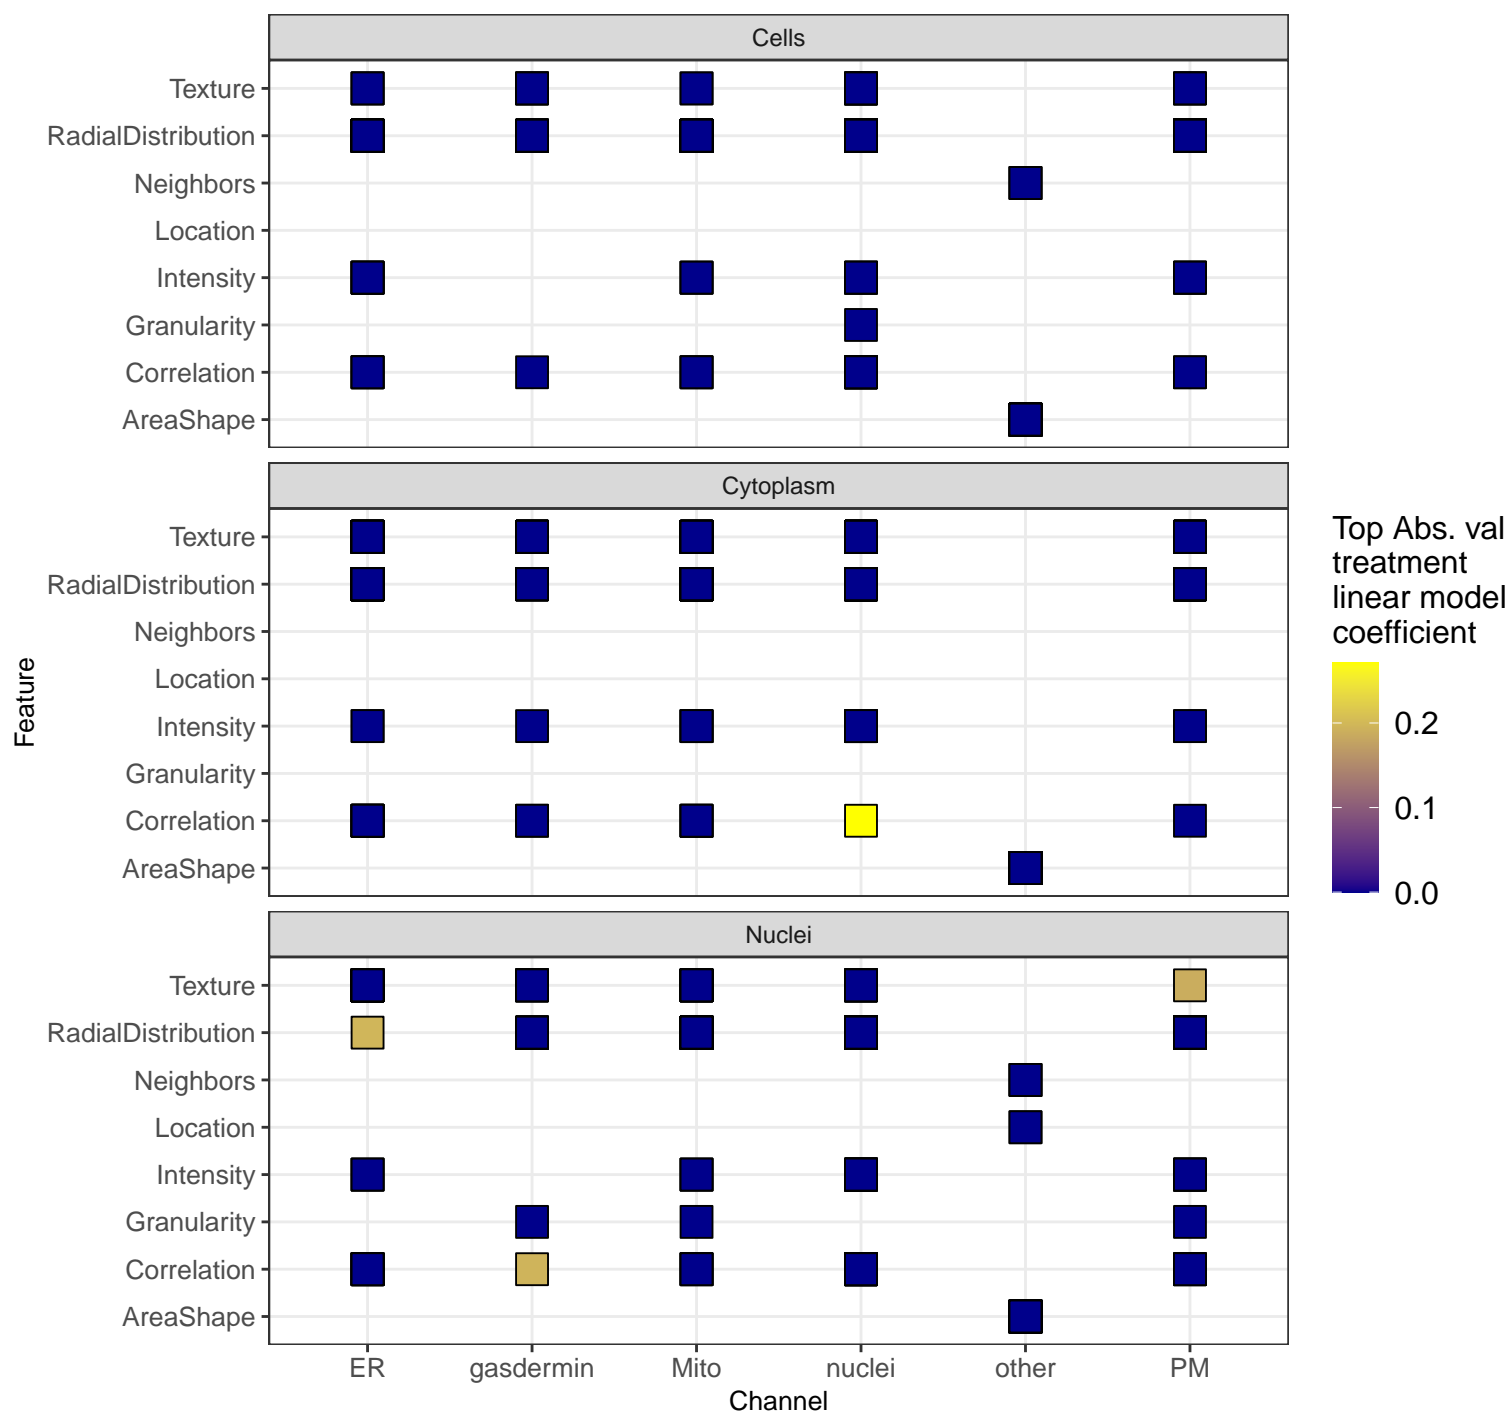 Cells
Texture
RadialDistribution
Neighbors
Location
Intensity
Granularity
Correlation
AreaShape
Cytoplasm
Texture
RadialDistribution
Neighbors
Location
Intensity
Granularity
Correlation
AreaShape
Nuclei
Texture
RadialDistribution
Neighbors
Location
Intensity
Granularity
Correlation
AreaShape
ER gasdermin Mito nuclei other PM
Channel
Feature
Top Abs. val
treatment
linear model
coefficient
0.2
0.1
0.0